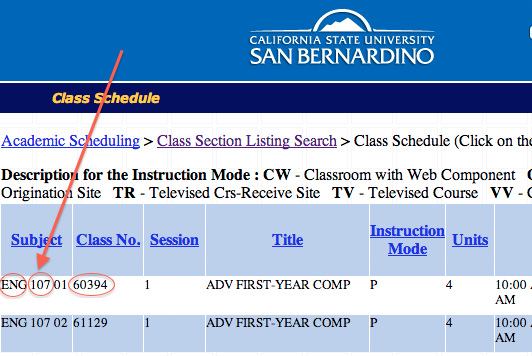 CALIFORNIA STATE UNIVERSITY
SAN BERNARDINO
Class Schedule
Academic Scheduling > Class Section Listing Search > Class Schedule (Click on the
Description for the Instruction Mode : CW - Classroom with Web Component
Origination Site TR - Televised Crs-Receive Site TV - Televised Course VV -
Subject Class No. Session Title Instruction Mode Units
ENG 107 01 60394 1 ADV FIRST-YEAR COMP P 4 10:00 AM
ENG 107 02 61129 1 ADV FIRST-YEAR COMP P 4 10:00 AM